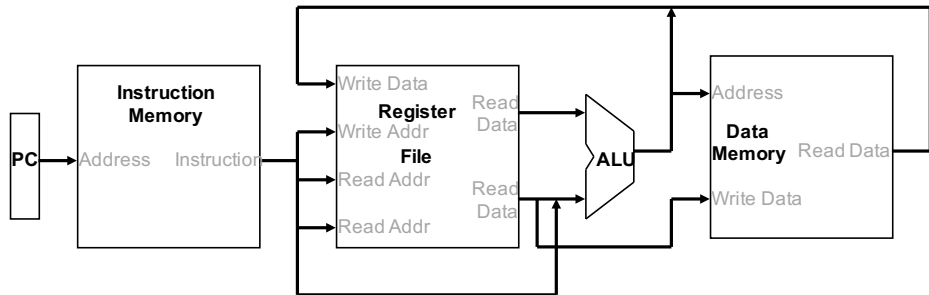 PC
Instruction
Memory
Address
Instruction
Write Data
Register
Read
Data
Write Addr
File
Read Addr
Read
Data
Read Addr
ALU
Address
Data
Memory
Read Data
Write Data